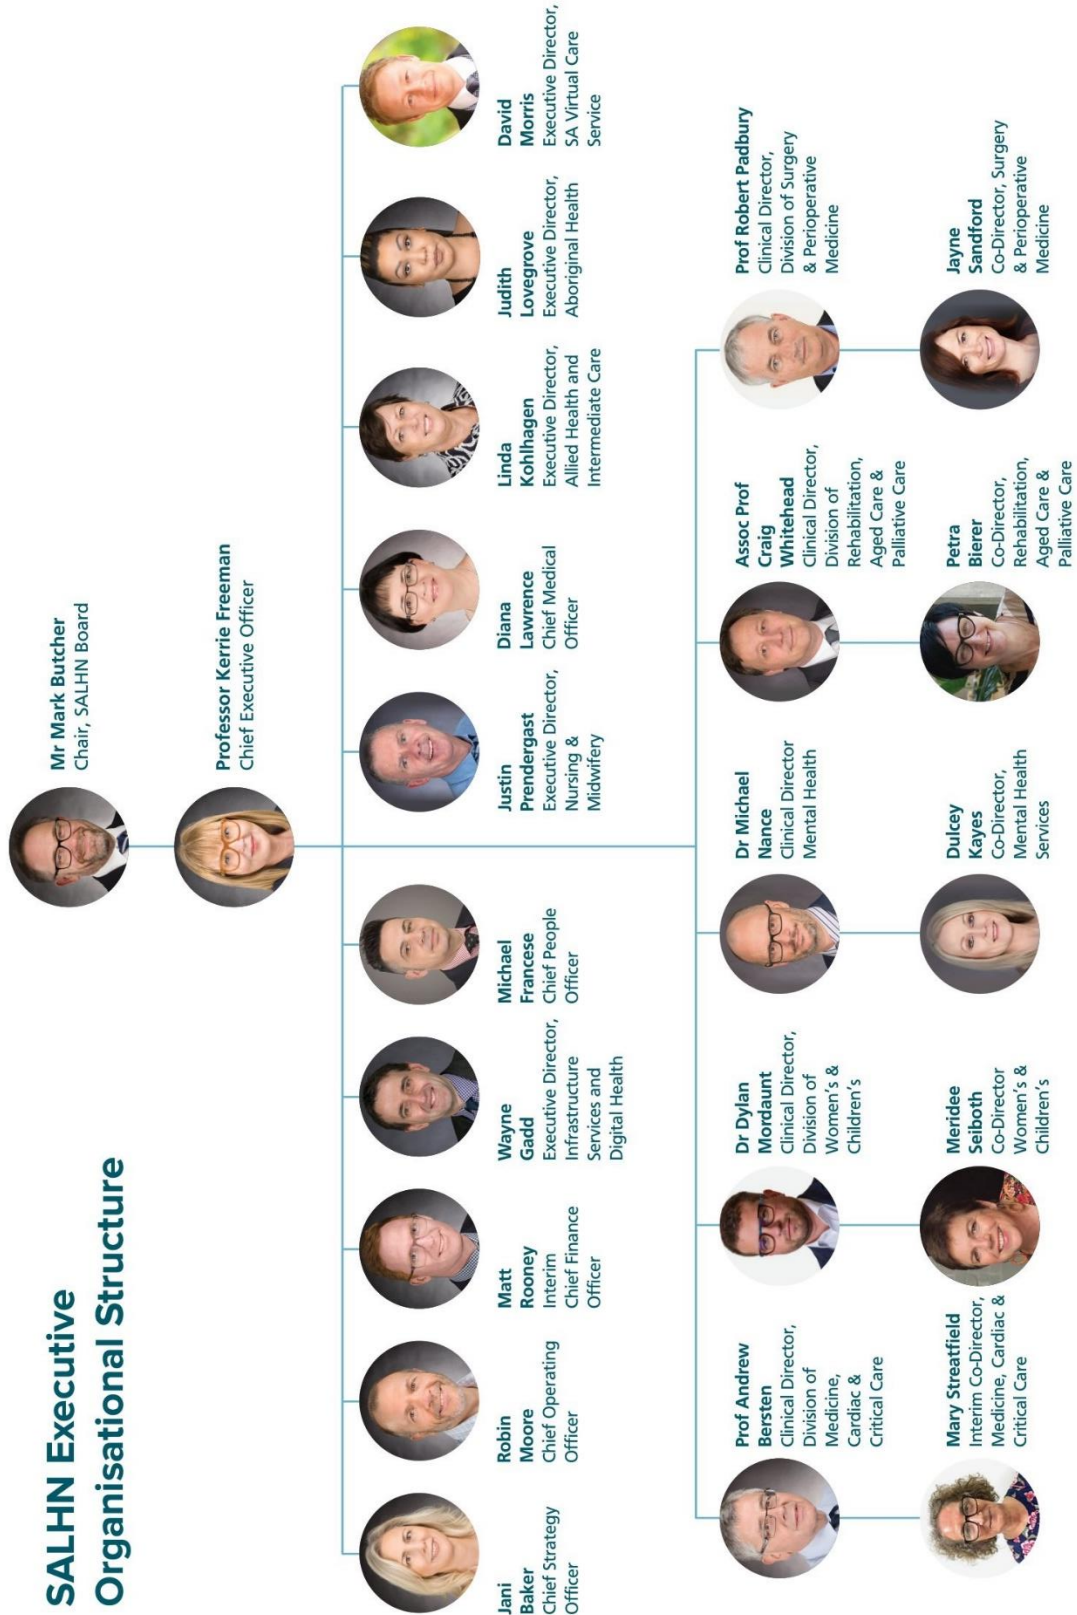 SALHN Executive
Organisational Structure
Mr Mark Butcher
Chair, SALHN Board
Professor Kerrie Freeman
Chief Executive Officer
Jani
Baker
Chief Strategy
Officer
Robin
Moore
Chief Operating
Officer
Matt
Rooney
Interim
Chief Finance
Officer
Wayne
Gadd
Executive Director,
Infrastructure
Services and
Digital Health
Michael
Francese
Chief People
Officer
Justin
Prendergast
Executive Director,
Nursing &
Midwifery
Diana
Lawrence
Chief Medical
Officer
Linda
Kohlhagen
Executive Director,
Allied Health and
Intermediate Care
Judith
Lovegrove
Executive Director,
Aboriginal Health
David
Morris
Executive Director,
SA Virtual Care
Service
Prof Andrew
Bersten
Clinical Director,
Division of
Medicine,
Cardiac &
Critical Care
Dr Dylan
Mordaunt
Clinical Director,
Division of
Women's &
Children's
Dr Michael
Nance
Clinical Director
Mental Health
Assoc Prof
Craig
Whitehead
Clinical Director,
Division of
Rehabilitation,
Aged Care &
Palliative Care
Prof Robert Padbury
Clinical Director,
Division of Surgery
& Perioperative
Medicine
Mary Streatfield
Interim Co-Director,
Medicine, Cardiac &
Critical Care
Meridee
Seiboth
Co-Director
Women's &
Children's
Dulcey
Kayes
Co-Director,
Mental Health
Services
Petra
Bierer
Co-Director,
Rehabilitation,
Aged Care &
Palliative Care
Jayne
Sandford
Co-Director, Surgery
& Perioperative
Medicine